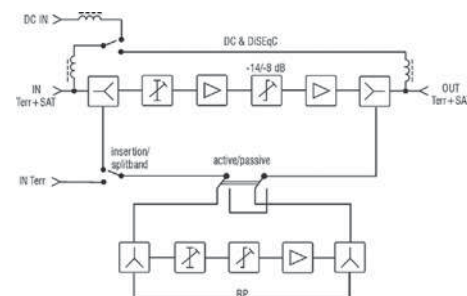 DC IN
DC & DiSEqC
-14/-8 dB
IN
Terr+SAT
OUT
Terr+SA
insertion/
splitband
active/passive
IN Terr
RP